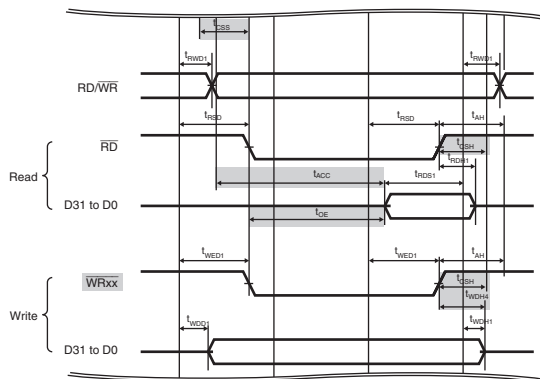 tCSS
tRWD1 tRWD1
RD/WR
tRSD tRSD tAH
RD
tCSH
tRDH1
Read
tACC tRDS1
D31 to D0
tOE
tWED1 tWED1 tAH
WRxx
tCSH
tWDH4
Write
tWDD1 tWDH1
D31 to D0